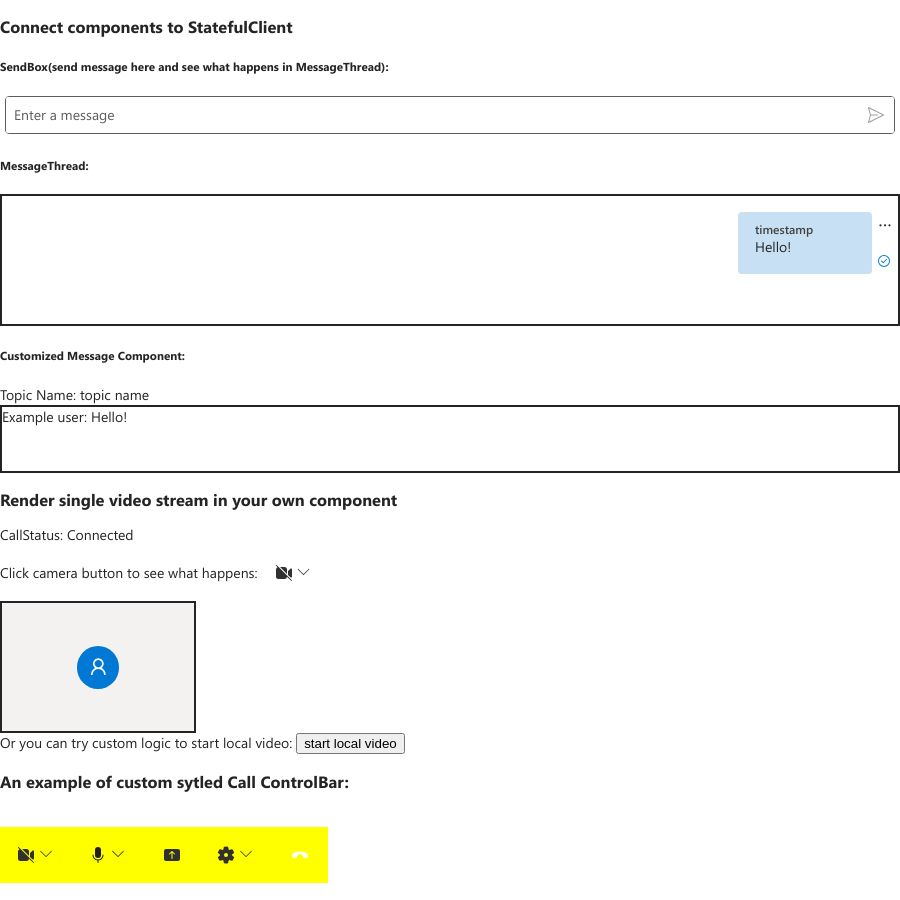 Connect components to StatefulClient
SendBox(send message here and see what happens in MessageThread):
Enter a message
MessageThread:
timestamp
Hello!
Customized Message Component:
Topic Name: topic name
Example user: Hello!
Render single video stream in your own component
CallStatus: Connected
Click camera button to see what happens:
Or you can try custom logic to start local video: start local video
An example of custom sytled Call ControlBar: